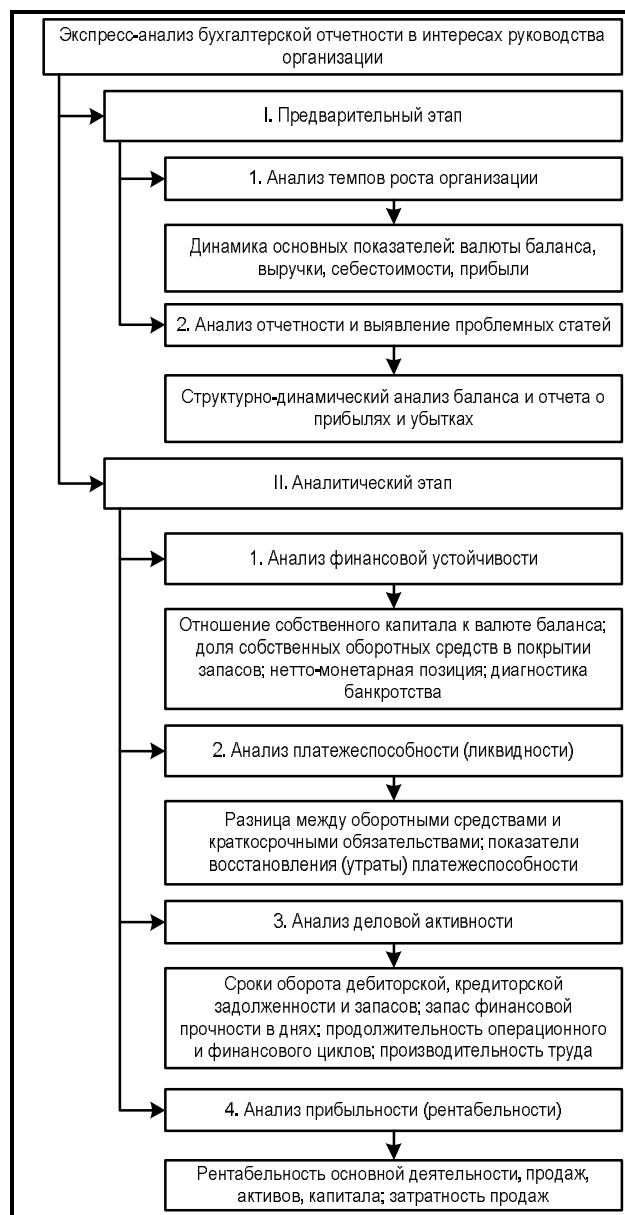 Экспресс-анализ бухгалтерской отчетности в интересах руководства
организации
I. Предварительный этап
1. Анализ темпов роста организации
Динамика основных показателей: валюты баланса,
выручки, себестоимости, прибыли
2. Анализ отчетности и выявление проблемных статей
Структурно-динамический анализ баланса и отчета о
прибылях и убытках
II. Аналитический этап
1. Анализ финансовой устойчивости
Отношение собственного капитала к валюте баланса;
доля собственных оборотных средств в покрытии
запасов; нетто-монетарная позиция; диагностика
банкротства
2. Анализ платежеспособности (ликвидности)
Разница между оборотными средствами и
краткосрочными обязательствами; показатели
восстановления (утраты) платежеспособности
3. Анализ деловой активности
Сроки оборота дебиторской, кредиторской
задолженности и запасов; запас финансовой
прочности в днях; продолжительность операционного
и финансового циклов; производительность труда
4. Анализ прибыльности (рентабельности)
Рентабельность основной деятельности, продаж,
активов, капитала; затратность продаж